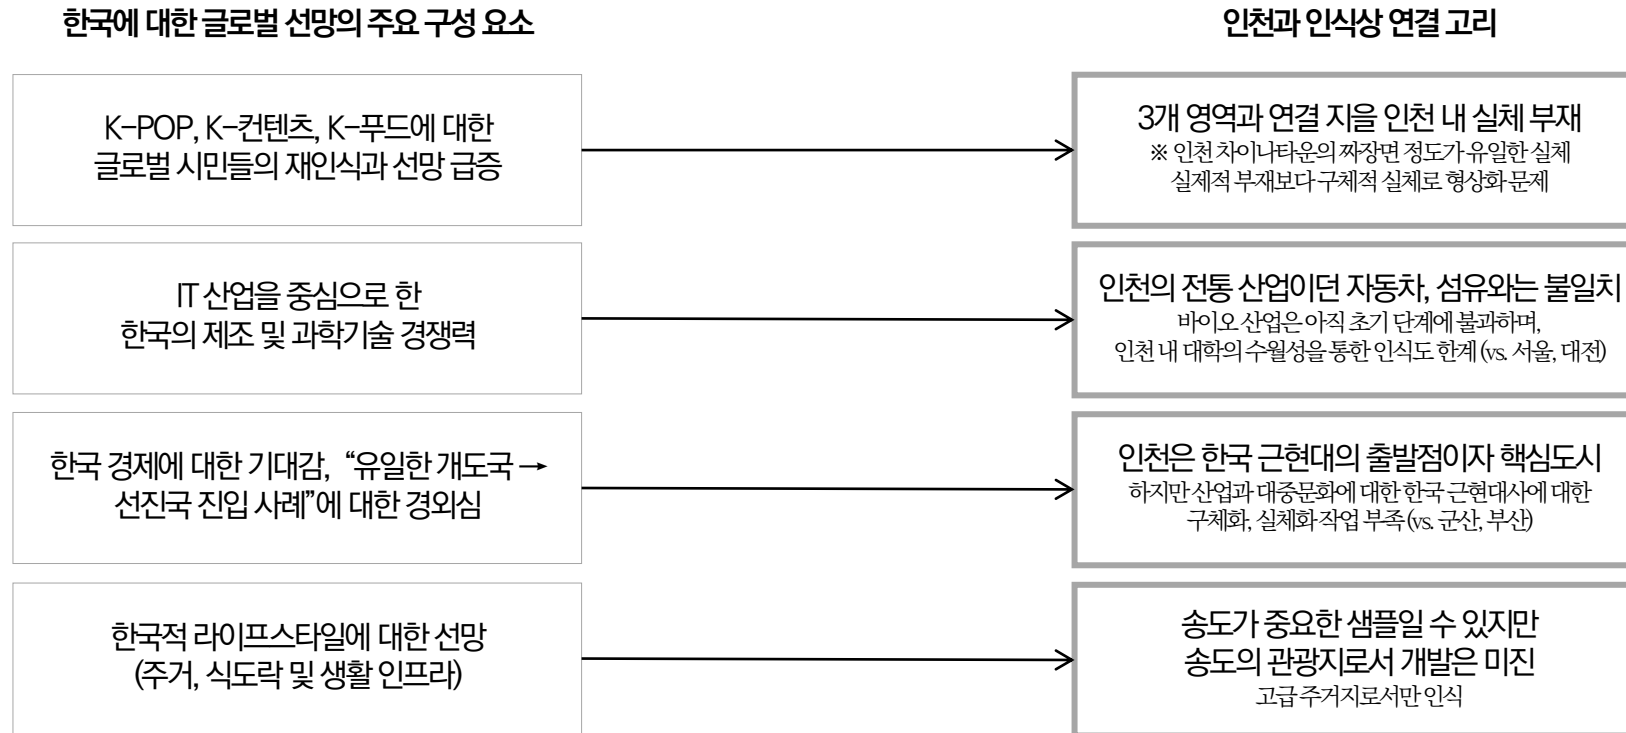 한국에 대한 글로벌 선망의 주요 구성 요소
인천과 인식상 연결 고리
K-POP, K-컨텐츠, K-푸드에 대한
글로벌 시민들의 재인식과 선망 급증
3개 영역과 연결 지을 인천 내 실체 부재
※ 인천 차이나타운의 짜장면 정도가 유일한 실체
실제적 부재보다 구체적 실체로 형상화 문제
IT 산업을 중심으로 한
한국의 제조 및 과학기술 경쟁력
인천의 전통 산업이던 자동차, 섬유와는 불일치
바이오 산업은 아직 초기 단계에 불과하며,
인천 내 대학의 수월성을 통한 인식도 한계 (vs. 서울, 대전)
한국 경제에 대한 기대감, “유일한 개도국 →
선진국 진입 사례”에 대한 경외심
인천은 한국 근현대의 출발점이자 핵심도시
하지만 산업과 대중문화에 대한 한국 근현대사에 대한
구체화, 실체화 작업 부족 (vs. 군산, 부산)
한국적 라이프스타일에 대한 선망
(주거, 식도락 및 생활 인프라)
송도가 중요한 샘플일 수 있지만
송도의 관광지로서 개발은 미진
고급 주거지로서만 인식